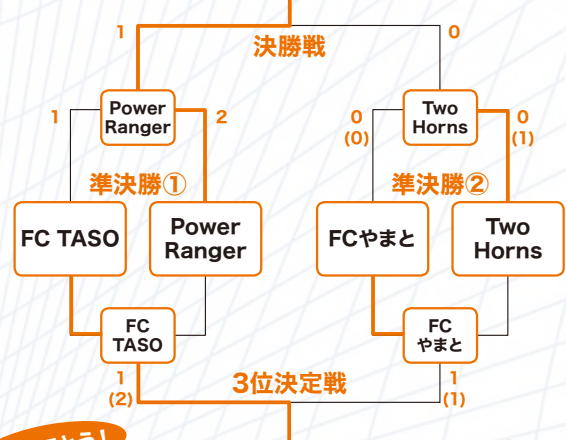 1
0
決勝戦
Power
Ranger
Two
Horns
1
2
0
(0)
0
(1)
準決勝①
準決勝②
FC TASO
Power
Ranger
FCやまと
Two
Horns
FC
TASO
FC
やまと
1
(2)
3位決定戦
1
(1)